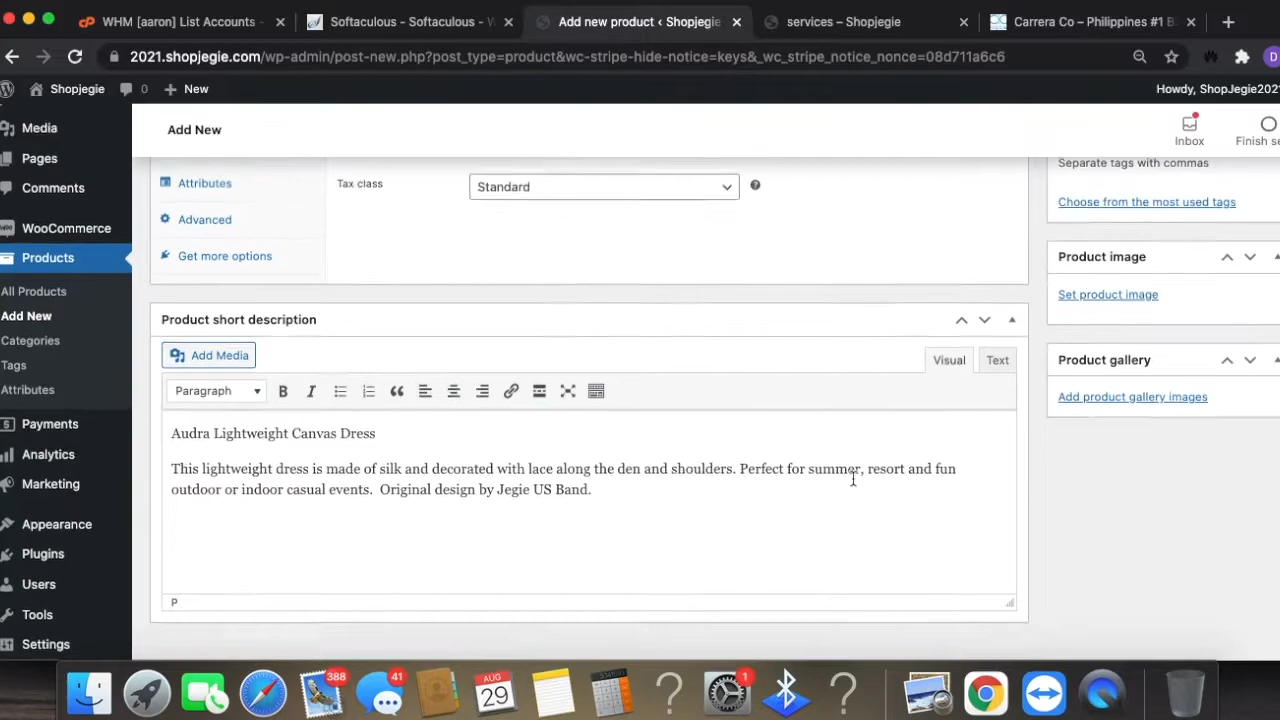 WHM [aaron] List Accounts -
Softaculous - Softaculous - W
Add new product ‹ Shopjegie
services – Shopjegie
Carrera Co – Philippines #1 B
2021.shopjegie.com/wp-admin/post-new.php?post_type=product&wc-stripe-hide-notice=keys&_wc_stripe_notice_nonce=08d711a6c6
D
Shopjegie
0
New
Howdy, ShopJegie2021
Media
Pages
Comments
WooCommerce
Products
All Products
Add New
Categories
Tags
Attributes
Payments
Analytics
Marketing
Appearance
Plugins
Users
Tools
Settings
Add New
Inbox
Finish se
Attributes
Advanced
Get more options
Tax class
Standard
Separate tags with commas
Choose from the most used tags
Product image
Set product image
Product gallery
Add product gallery images
Product short description
Add Media
Visual
Text
Paragraph
B
I
Audra Lightweight Canvas Dress
This lightweight dress is made of silk and decorated with lace along the den and shoulders. Perfect for summer, resort and fun
outdoor or indoor casual events.  Original design by Jegie US Band.
P
388
41
AUG
29
1